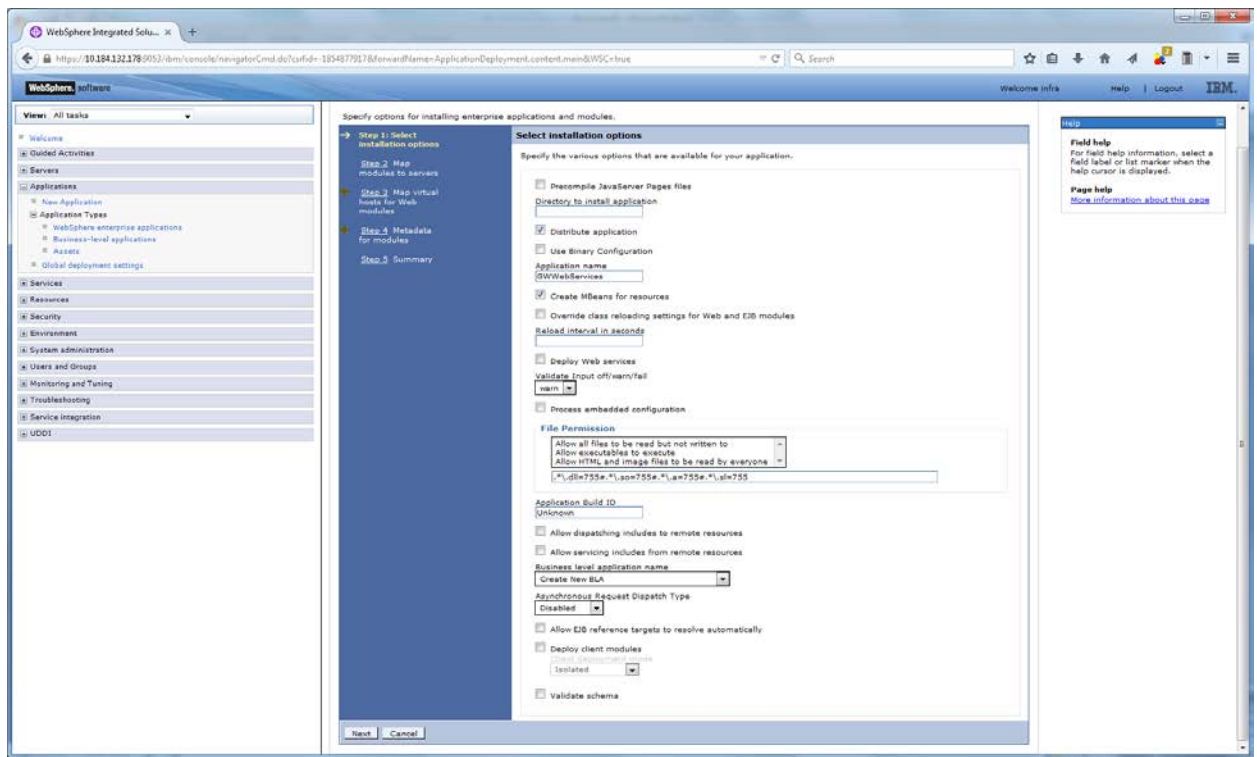 WebSphere Integrated Solu... × +
https://10.184.132.178:9053/ibm/console/navigatorCmd.do?csrfid=-1854877917&forwardName=ApplicationDeployment.content.main&WSC=true
Search
WebSphere. software
Welcome infra
Help | Logout
IBM.
View: All tasks
Welcome
Guided Activities
Servers
Applications
New Application
Application Types
WebSphere enterprise applications
Business-level applications
Assets
Global deployment settings
Services
Resources
Security
Environment
System administration
Users and Groups
Monitoring and Tuning
Troubleshooting
Service integration
UDDI
Specify options for installing enterprise applications and modules.
Step 1: Select
installation options
Step 2 Map
modules to servers
Step 3 Map virtual
hosts for Web
modules
Step 4 Metadata
for modules
Step 5 Summary
Select installation options
Specify the various options that are available for your application.
Precompile JavaServer Pages files
Directory to install application
Distribute application
Use Binary Configuration
Application name
GWWebServices
Create MBeans for resources
Override class reloading settings for Web and EJB modules
Reload interval in seconds
Deploy Web services
Validate Input off/warn/fail
warn
Process embedded configuration
File Permission
Allow all files to be read but not written to
Allow executables to execute
Allow HTML and image files to be read by everyone
.*\.dll=755#.*\.so=755#.*\.a=755#.*\.sl=755
Application Build ID
Unknown
Allow dispatching includes to remote resources
Allow servicing includes from remote resources
Business level application name
Create New BLA
Asynchronous Request Dispatch Type
Disabled
Allow EJB reference targets to resolve automatically
Deploy client modules
Client deployment mode
Isolated
Validate schema
Next Cancel
Help
Field help
For field help information, select a
field label or list marker when the
help cursor is displayed.
Page help
More information about this page